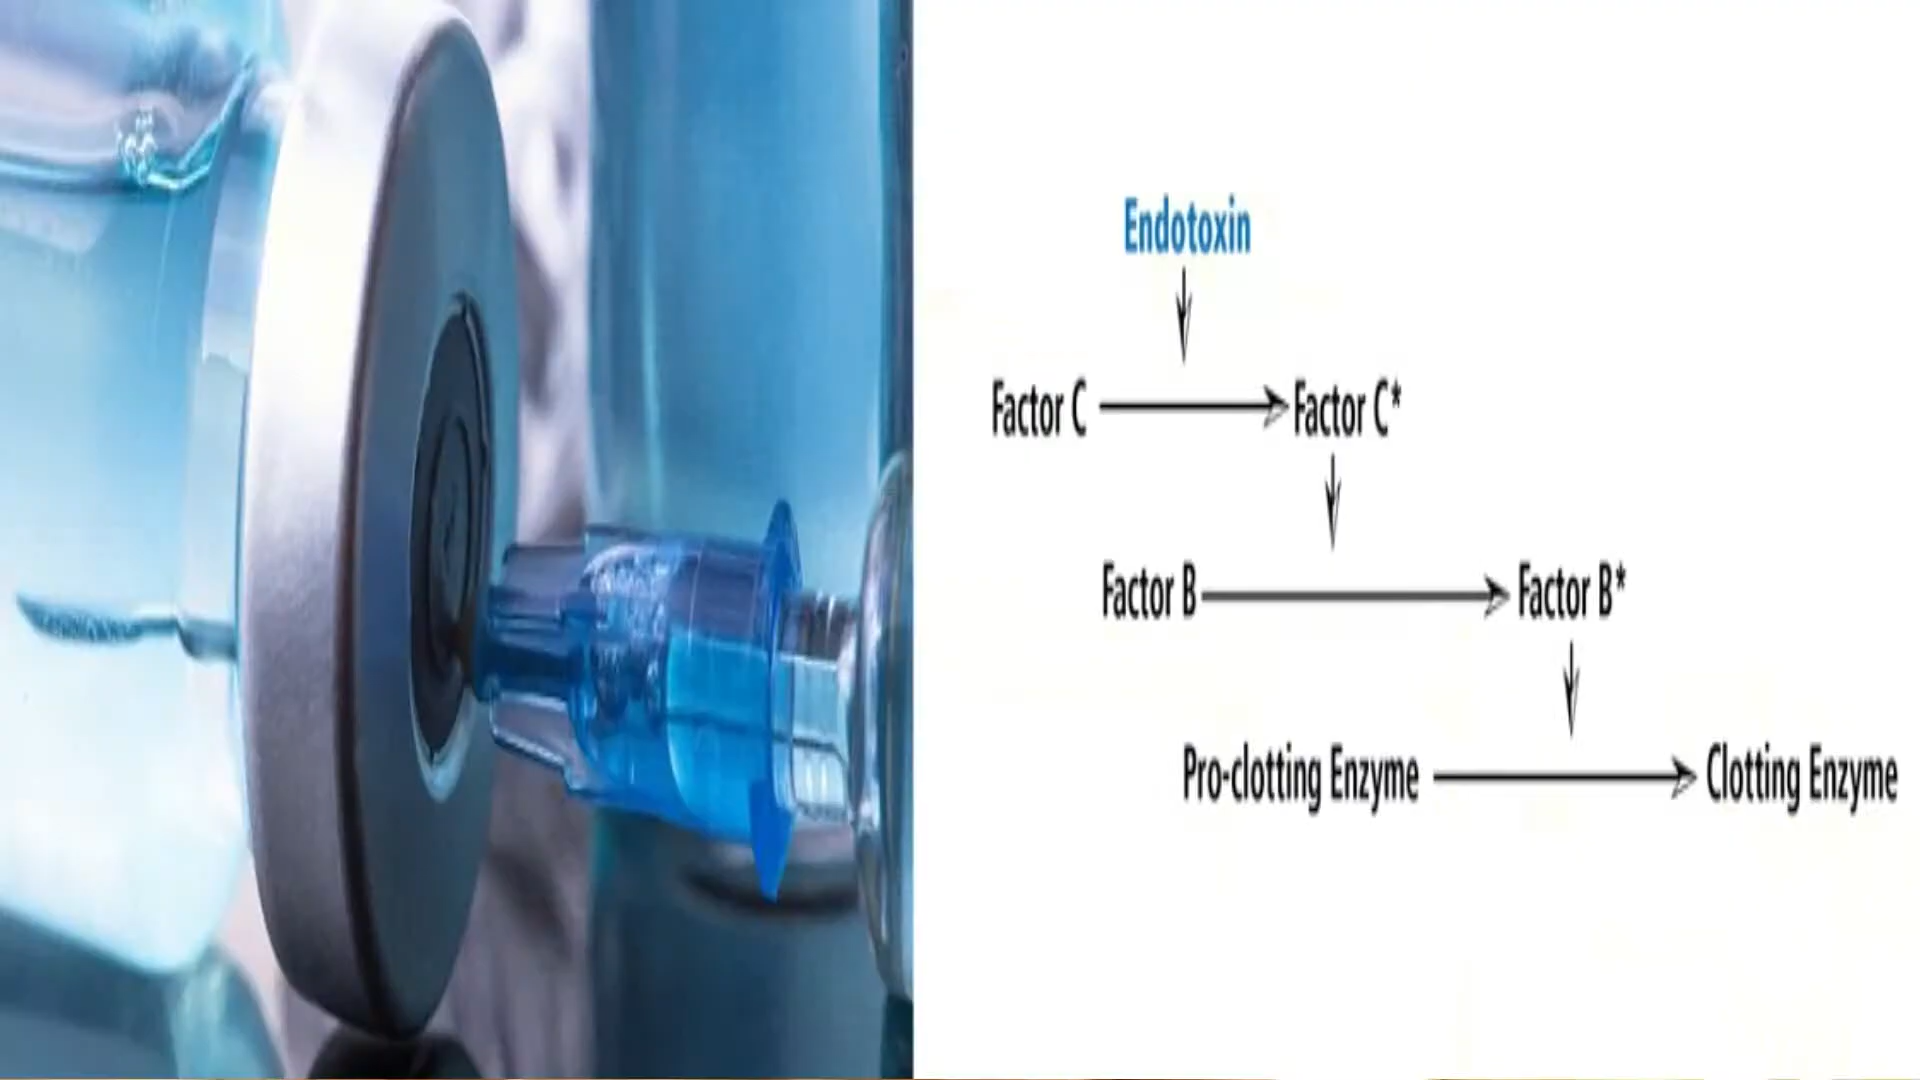 Endotoxin
Factor C Factor C*
Factor B Factor B*
Pro-clotting Enzyme Clotting Enzyme